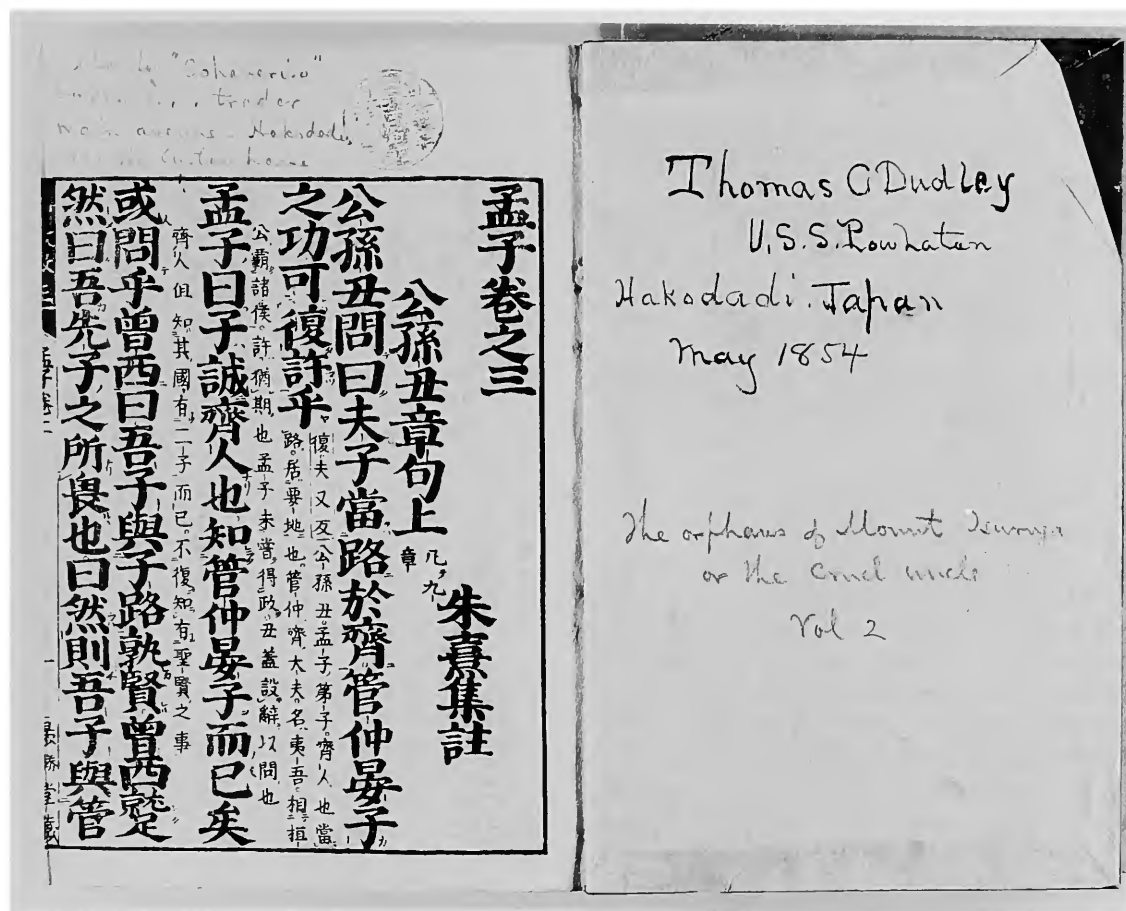 trader
Hakodadi
孟子卷之三
公孫丑章句上
凡九
章
朱熹集註
公孫丑問曰夫子當路於齊管仲晏子
之功可復許乎
復夫又反公孫丑孟子弟子齊人也當
路居要地也管仲齊大夫名夷吾相桓
公霸諸侯許猶期也孟子未嘗得政丑蓋設辭以問也
孟子曰子誠齊人也知管仲晏子而已矣
齊人但知其國有二子而已不復知有聖賢之事
或問乎曾西曰吾子與子路孰賢曾西蹵
然曰吾先子之所畏也曰然則吾子與管
Thomas C Dudley
U.S.S. Powhatan
Hakodadi. Japan
May 1854
The orphans of Mount
or the Cruel uncle
Vol 2